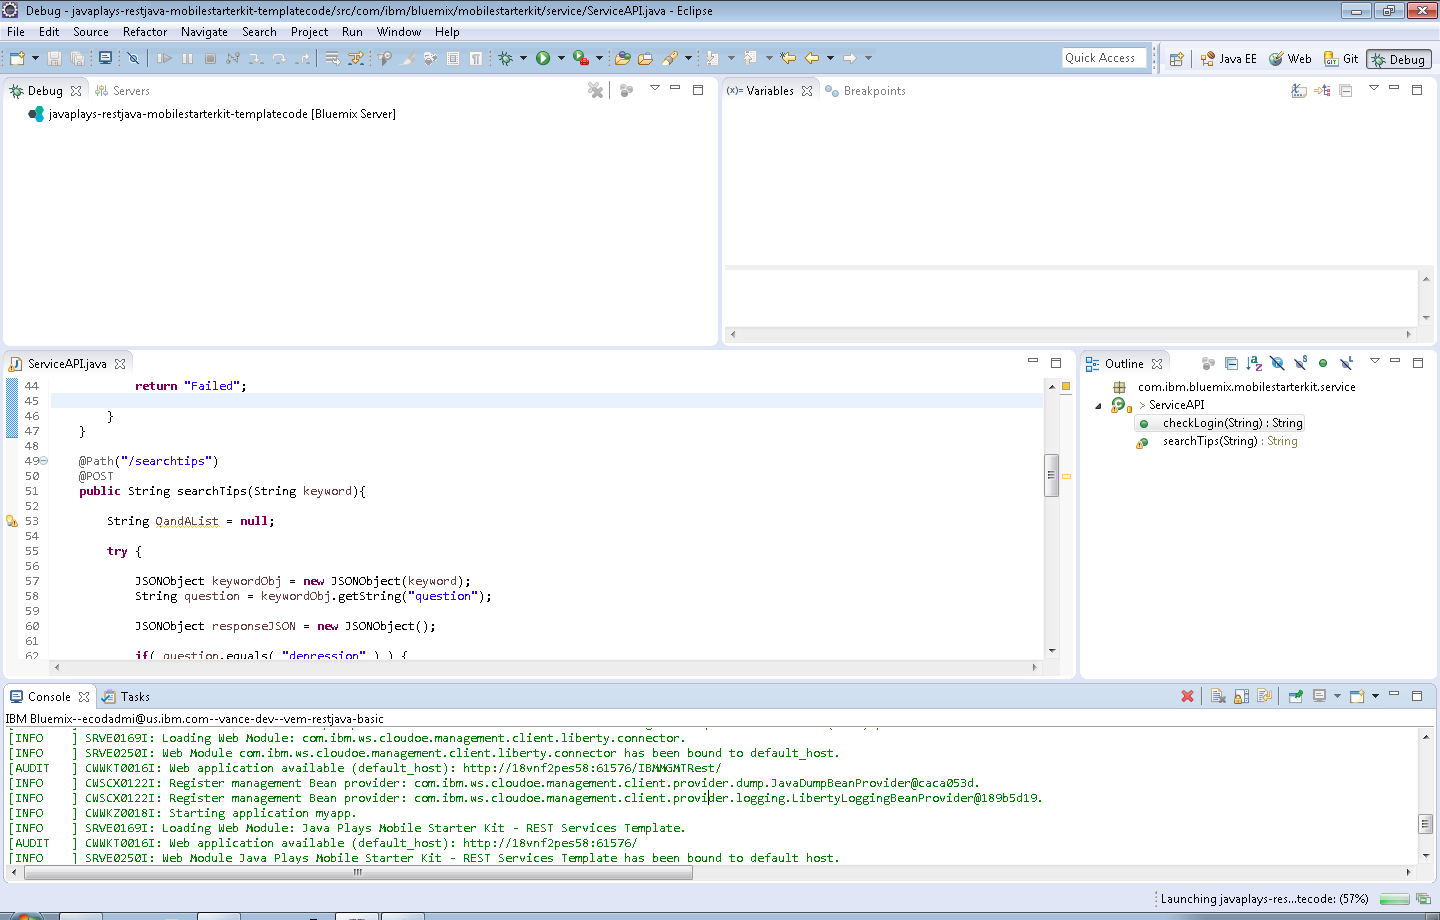 Debug - javaplays-restjava-mobilestarterkit-templatecode/src/com/ibm/bluemix/mobilestarterkit/service/ServiceAPI.java - Eclipse
File Edit Source Refactor Navigate Search Project Run Window Help
Quick Access
Java EE
Web
Git
Debug
Debug
Servers
javaplays-restjava-mobilestarterkit-templatecode [Bluemix Server]
(x)= Variables
Breakpoints
ServiceAPI.java
44 return "Failed";
45
46 }
47 }
48
49 @Path("/searchtips")
50 @POST
51 public String searchTips(String keyword){
52
53 String QandAList = null;
54
55 try {
56
57 JSONObject keywordObj = new JSONObject(keyword);
58 String question = keywordObj.getString("question");
59
60 JSONObject responseJSON = new JSONObject();
61
62 if( question.equals( "depression" ) ) {
Outline
com.ibm.bluemix.mobilestarterkit.service
> ServiceAPI
checkLogin(String) : String
searchTips(String) : String
Console
Tasks
IBM Bluemix--ecodadmi@us.ibm.com--vance-dev--vem-restjava-basic
[INFO ] SRVE0169I: Loading Web Module: com.ibm.ws.cloudoe.management.client.liberty.connector.
[INFO ] SRVE0250I: Web Module com.ibm.ws.cloudoe.management.client.liberty.connector has been bound to default_host.
[AUDIT ] CWWKT0016I: Web application available (default_host): http://18vnf2pes58:61576/IBMMGMTRest/
[INFO ] CWSCX0122I: Register management Bean provider: com.ibm.ws.cloudoe.management.client.provider.dump.JavaDumpBeanProvider@caca053d.
[INFO ] CWSCX0122I: Register management Bean provider: com.ibm.ws.cloudoe.management.client.provider.logging.LibertyLoggingBeanProvider@189b5d19.
[INFO ] CWWKZ0018I: Starting application myapp.
[INFO ] SRVE0169I: Loading Web Module: Java Plays Mobile Starter Kit - REST Services Template.
[AUDIT ] CWWKT0016I: Web application available (default_host): http://18vnf2pes58:61576/
[INFO ] SRVE0250I: Web Module Java Plays Mobile Starter Kit - REST Services Template has been bound to default_host.
Launching javaplays-res...tecode: (57%)